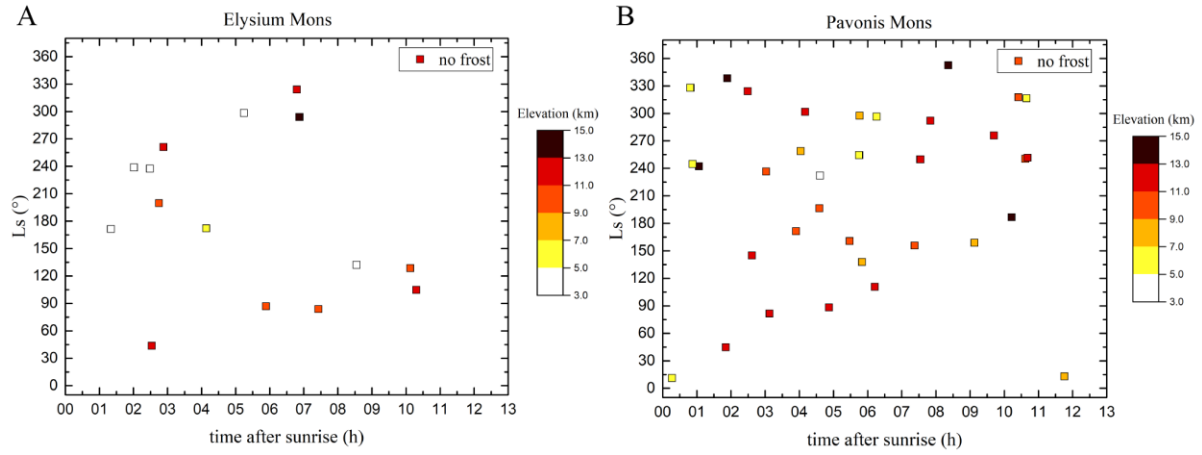 A
Elysium Mons
no frost
360
330
300
270
240
210
180
150
120
90
60
30
0
Ls (°)
00 01 02 03 04 05 06 07 08 09 10 11 12 13
time after sunrise (h)
Elevation (km)
15.0
13.0
11.0
9.0
7.0
5.0
3.0
B
Pavonis Mons
no frost
360
330
300
270
240
210
180
150
120
90
60
30
0
Ls (°)
00 01 02 03 04 05 06 07 08 09 10 11 12 13
time after sunrise (h)
Elevation (km)
15.0
13.0
11.0
9.0
7.0
5.0
3.0